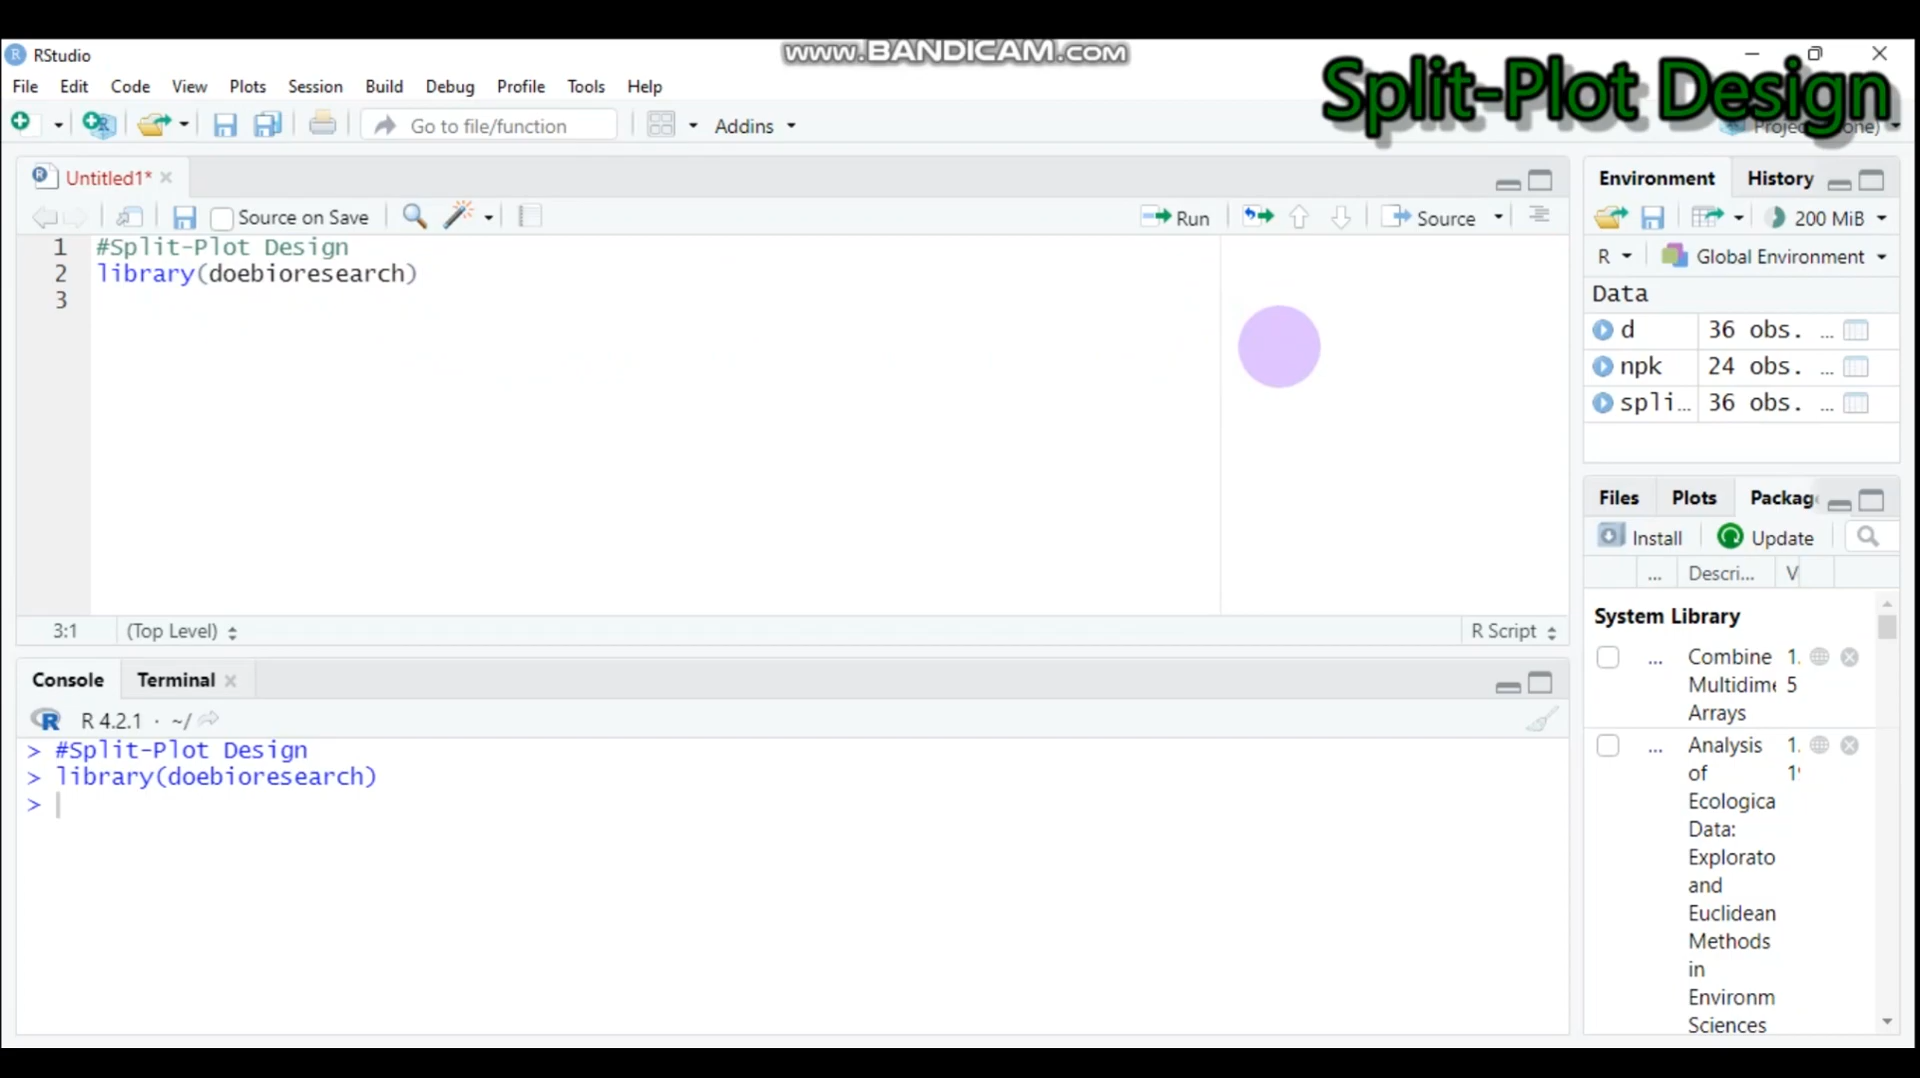 RStudio
www.BANDICAM.com
Split-Plot Design
File Edit Code View Plots Session Build Debug Profile Tools Help
Go to file/function
Addins
Untitled1*
Source on Save
Run
Source
1 #Split-Plot Design
2 library(doebioresearch)
3
3:1 (Top Level)
R Script
Console Terminal
R 4.2.1 · ~/
> #Split-Plot Design
> library(doebioresearch)
>
Environment History
200 MiB
R Global Environment
Data
d 36 obs. ...
npk 24 obs. ...
spli... 36 obs. ...
Files Plots Packag
Install Update
... Descri... V
System Library
... Combine 1.
Multidim 5
Arrays
... Analysis 1.
of 1
Ecologica
Data:
Explorato
and
Euclidean
Methods
in
Environm
Sciences